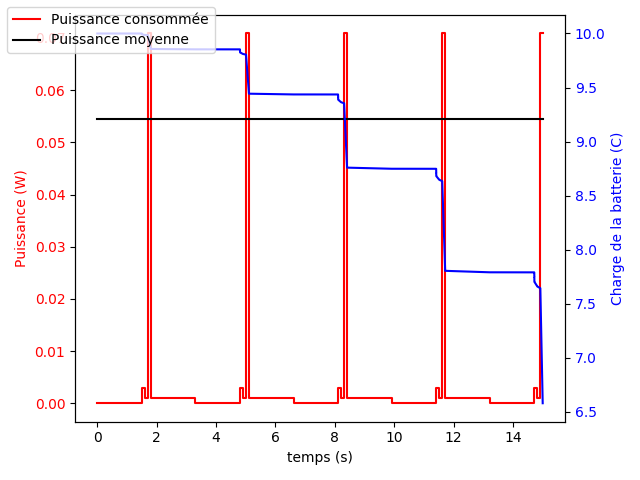 Puissance consommée
Puissance moyenne
0.07
0.06
0.05
0.04
0.03
0.02
0.01
0.00
Puissance (W)
10.0
9.5
9.0
8.5
8.0
7.5
7.0
6.5
Charge de la batterie (C)
0 2 4 6 8 10 12 14
temps (s)